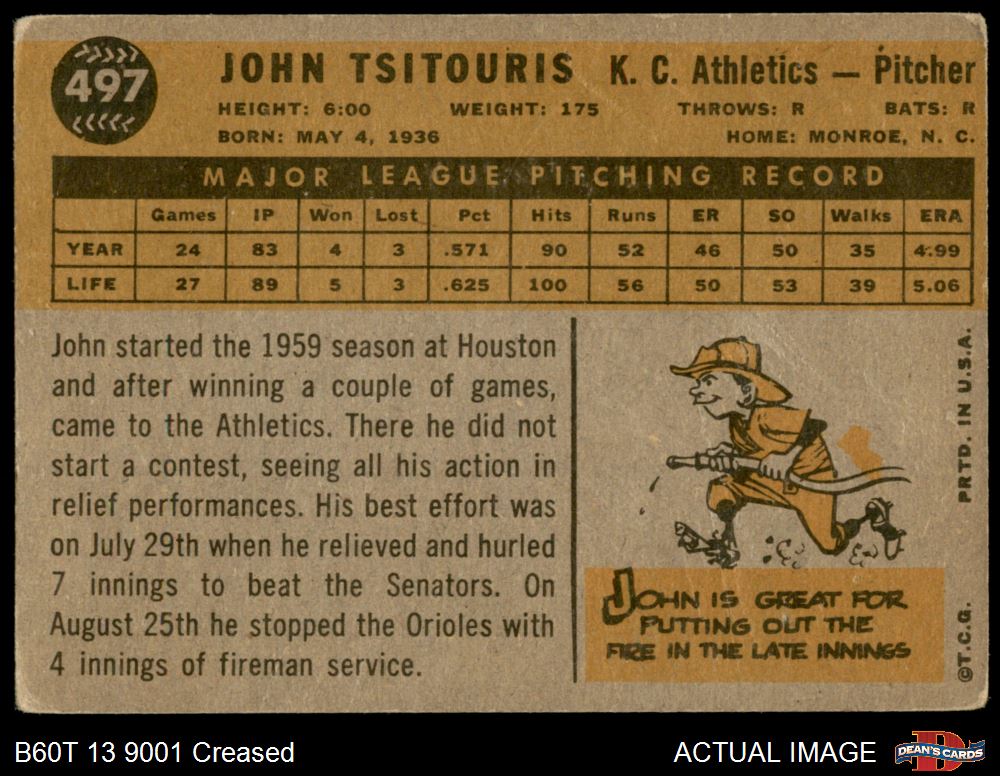 497
JOHN TSITOURIS K. C. Athletics — Pitcher
HEIGHT: 6:00 WEIGHT: 175 THROWS: R BATS: R
BORN: MAY 4, 1936 HOME: MONROE, N. C.
MAJOR LEAGUE PITCHING RECORD
Games IP Won Lost Pct Hits Runs ER SO Walks ERA
YEAR 24 83 4 3 .571 90 52 46 50 35 4.99
LIFE 27 89 5 3 .625 100 56 50 53 39 5.06
John started the 1959 season at Houston
and after winning a couple of games,
came to the Athletics. There he did not
start a contest, seeing all his action in
relief performances. His best effort was
on July 29th when he relieved and hurled
7 innings to beat the Senators. On
August 25th he stopped the Orioles with
4 innings of fireman service.
JOHN IS GREAT FOR
PUTTING OUT THE
FIRE IN THE LATE INNINGS
©T.C.G. PRTD. IN U.S.A.
B60T 13 9001 Creased
ACTUAL IMAGE
DEAN'S CARDS